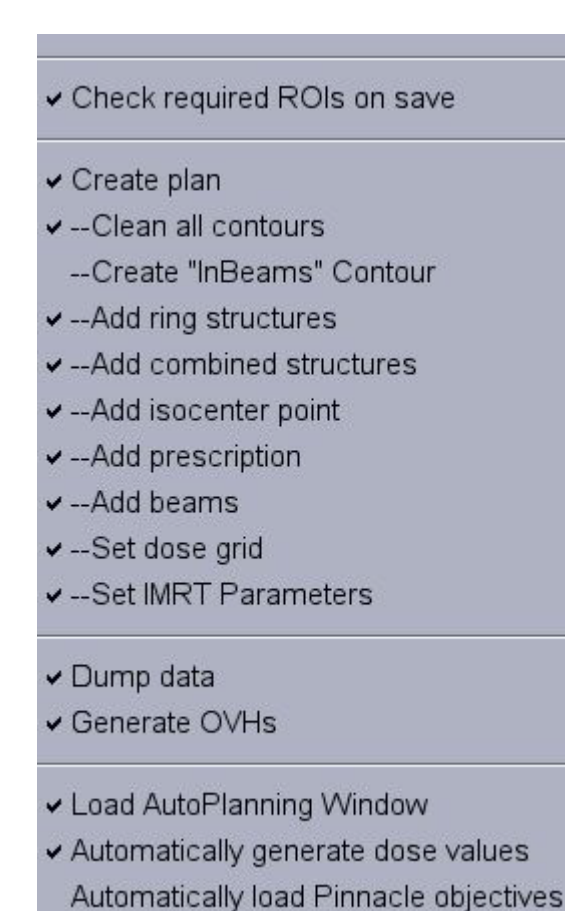 ✔ Check required ROIs on save
✔ Create plan
✔ --Clean all contours
--Create "InBeams" Contour
✔ --Add ring structures
✔ --Add combined structures
✔ --Add isocenter point
✔ --Add prescription
✔ --Add beams
✔ --Set dose grid
✔ --Set IMRT Parameters
✔ Dump data
✔ Generate OVHs
✔ Load AutoPlanning Window
✔ Automatically generate dose values
Automatically load Pinnacle objectives